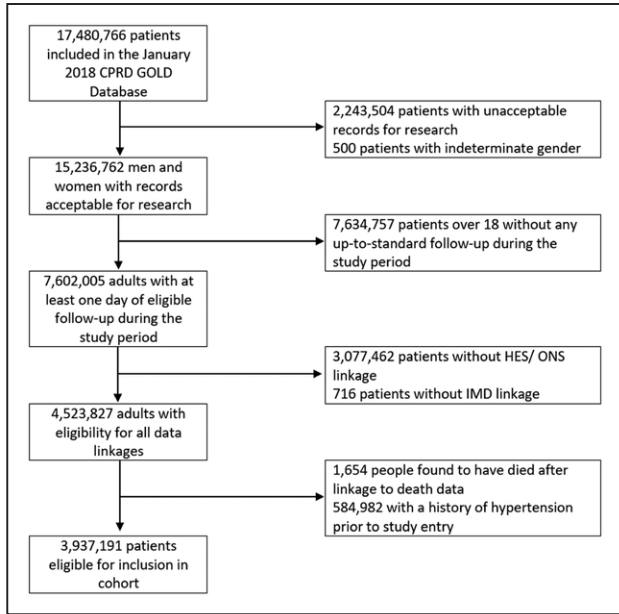 17,480,766 patients
included in the January
2018 CPRD GOLD
Database
2,243,504 patients with unacceptable
records for research
500 patients with indeterminate gender
15,236,762 men and
women with records
acceptable for research
7,634,757 patients over 18 without any
up-to-standard follow-up during the
study period
7,602,005 adults with at
least one day of eligible
follow-up during the
study period
3,077,462 patients without HES/ ONS
linkage
716 patients without IMD linkage
4,523,827 adults with
eligibility for all data
linkages
1,654 people found to have died after
linkage to death data
584,982 with a history of hypertension
prior to study entry
3,937,191 patients
eligible for inclusion in
cohort